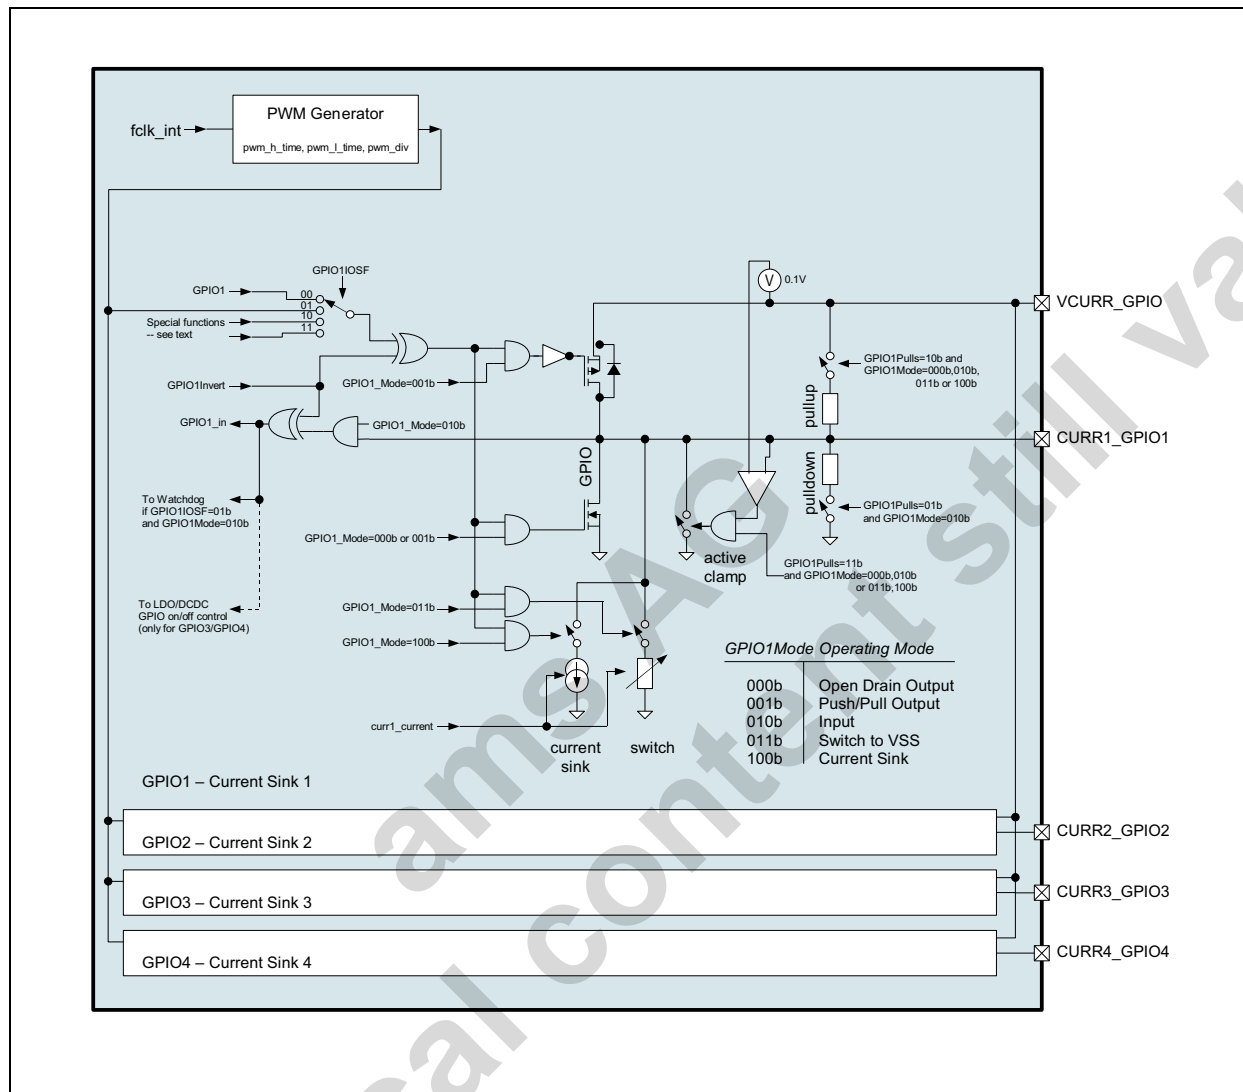 PWM Generator
fclk_int
pwm_h_time, pwm_l_time, pwm_div
GPIO1IOSF
0.1V
GPIO1
00
VCURR_GPIO
01
Special functions
10
-- see text
11
GPIO1Pulls=10b and
GPIO1Mode=000b,010b,
011b or 100b
GPIO1_Mode=001b
GPIO1Invert
pullup
GPIO1_in
GPIO1_Mode=010b
CURR1_GPIO1
GPIO
pulldown
To Watchdog
if GPIO1IOSF=01b
and GPIO1Mode=010b
GPIO1Pulls=01b
and GPIO1Mode=010b
GPIO1_Mode=000b or 001b
active
clamp
GPIO1Pulls=11b
and GPIO1Mode=000b,010b
or 011b,100b
To LDO/DCDC
GPIO on/off control
(only for GPIO3/GPIO4)
GPIO1_Mode=011b
GPIO1_Mode=100b
GPIO1Mode Operating Mode
000b Open Drain Output
001b Push/Pull Output
010b Input
011b Switch to VSS
100b Current Sink
curr1_current
current
sink
switch
GPIO1 – Current Sink 1
GPIO2 – Current Sink 2
CURR2_GPIO2
GPIO3 – Current Sink 3
CURR3_GPIO3
GPIO4 – Current Sink 4
CURR4_GPIO4
V
ams AG
content still